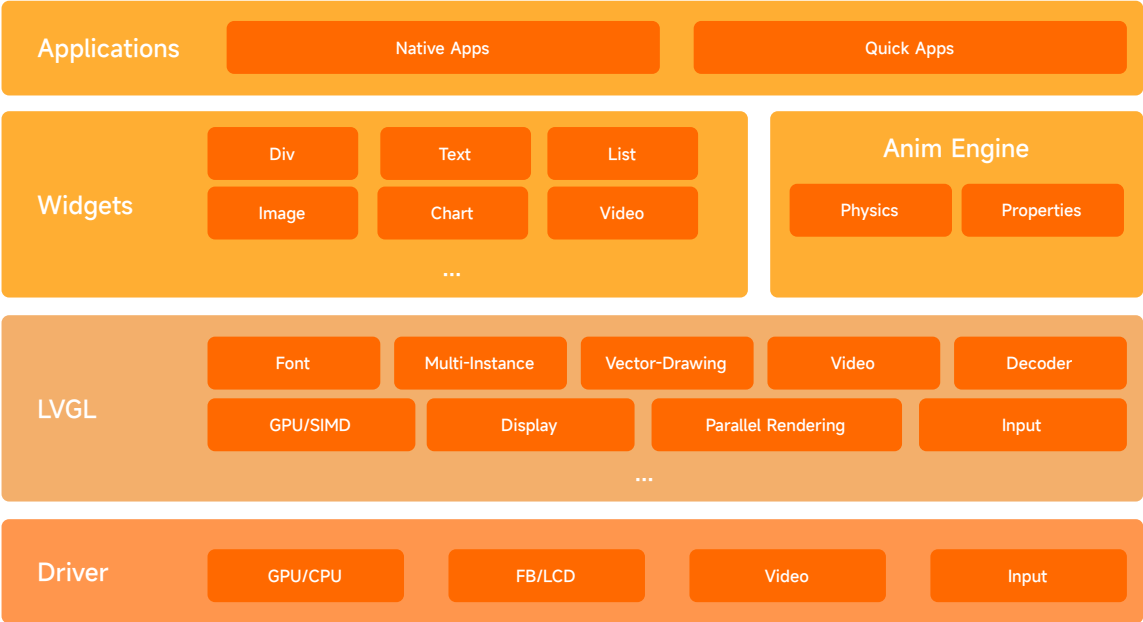 Applications
Native Apps
Quick Apps
Widgets
Div
Text
List
Image
Chart
Video
...
Anim Engine
Physics
Properties
LVGL
Font
Multi-Instance
Vector-Drawing
Video
Decoder
GPU/SIMD
Display
Parallel Rendering
Input
...
Driver
GPU/CPU
FB/LCD
Video
Input